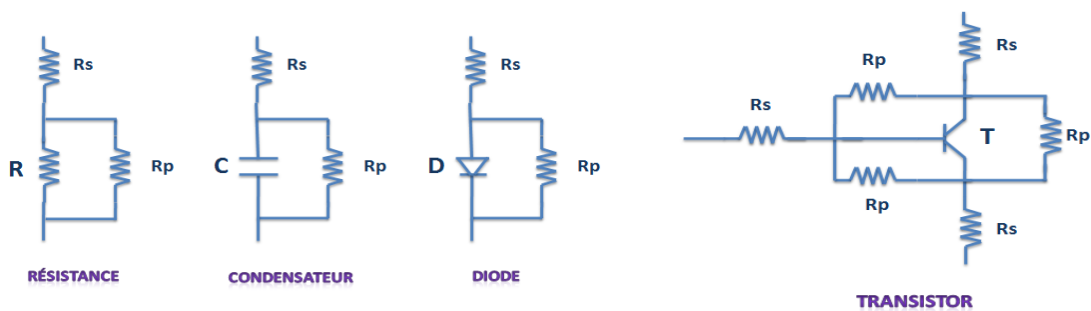 Rs
R
Rp
RÉSISTANCE
Rs
C
Rp
CONDENSATEUR
Rs
D
Rp
DIODE
Rs
Rp
Rs
T
Rp
Rp
Rs
TRANSISTOR